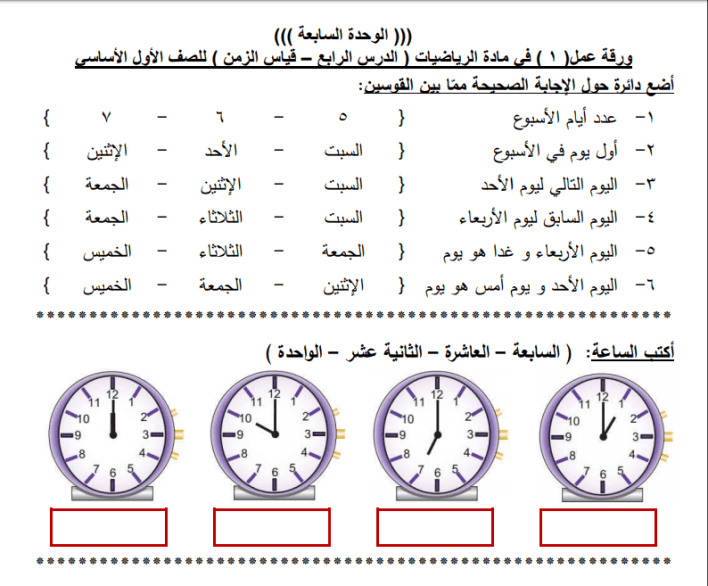 ((( الوحدة السابعة )))
ورقة عمل( ١ ) في مادة الرياضيات ( الدرس الرابع – قياس الزمن ) للصف الأول الأساسي
أضع دائرة حول الإجابة الصحيحة ممّا بين القوسين:
١- عدد أيام الأسبوع { ٥ - ٦ - ٧ }
٢- أول يوم في الأسبوع { السبت - الأحد - الإثنين }
٣- اليوم التالي ليوم الأحد { السبت - الإثنين - الجمعة }
٤- اليوم السابق ليوم الأربعاء { السبت - الثلاثاء - الجمعة }
٥- اليوم الأربعاء و غدا هو يوم { الجمعة - الثلاثاء - الخميس }
٦- اليوم الأحد و يوم أمس هو يوم { الإثنين - الجمعة - الخميس }
أكتب الساعة: ( السابعة – العاشرة – الثانية عشر – الواحدة )
12 1 2 3 4 5 6 7 8 9 10 11
12 1 2 3 4 5 6 7 8 9 10 11
12 1 2 3 4 5 6 7 8 9 10 11
12 1 2 3 4 5 6 7 8 9 10 11